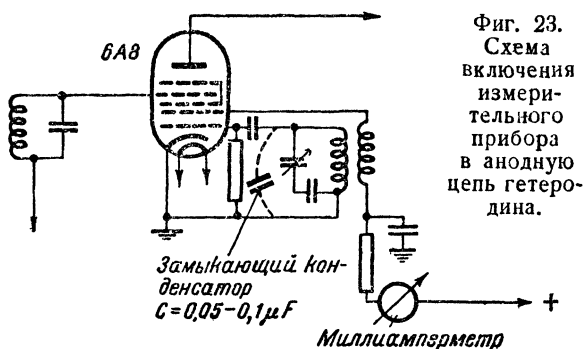 6А8
Фиг. 23.
Схема
включения
измери-
тельного
прибора
в анодную
цепь гетеро-
дина.
Замыкающий кон-
денсатор
C=0,05-0,1μF
+
Миллиамперметр